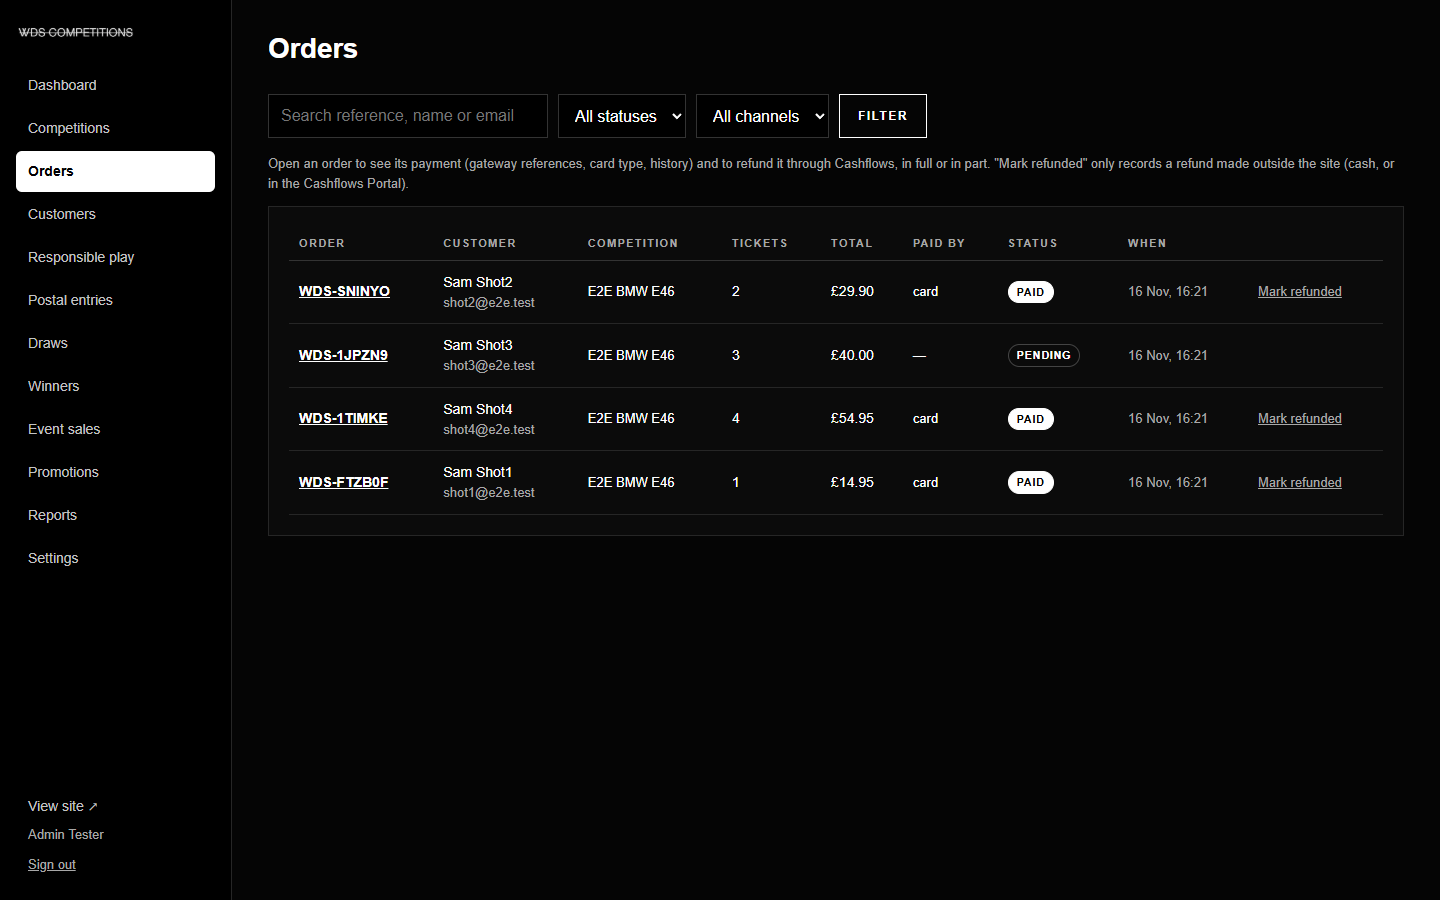 WDS COMPETITIONS
Dashboard
Competitions
Orders
Customers
Responsible play
Postal entries
Draws
Winners
Event sales
Promotions
Reports
Settings
View site ↗
Admin Tester
Sign out
Orders
Search reference, name or email
All statuses
All channels
FILTER
Open an order to see its payment (gateway references, card type, history) and to refund it through Cashflows, in full or in part. "Mark refunded" only records a refund made outside the site (cash, or
in the Cashflows Portal).
ORDER CUSTOMER COMPETITION TICKETS TOTAL PAID BY STATUS WHEN
WDS-SNINYO Sam Shot2 E2E BMW E46 2 £29.90 card PAID 16 Nov, 16:21 Mark refunded
shot2@e2e.test
WDS-1JPZN9 Sam Shot3 E2E BMW E46 3 £40.00 — PENDING 16 Nov, 16:21
shot3@e2e.test
WDS-1TIMKE Sam Shot4 E2E BMW E46 4 £54.95 card PAID 16 Nov, 16:21 Mark refunded
shot4@e2e.test
WDS-FTZB0F Sam Shot1 E2E BMW E46 1 £14.95 card PAID 16 Nov, 16:21 Mark refunded
shot1@e2e.test